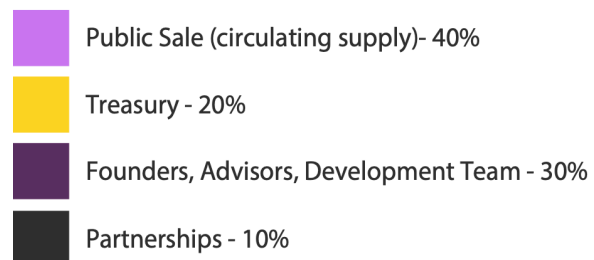 Public Sale (circulating supply)- 40%
Treasury - 20%
Founders, Advisors, Development Team - 30%
Partnerships - 10%